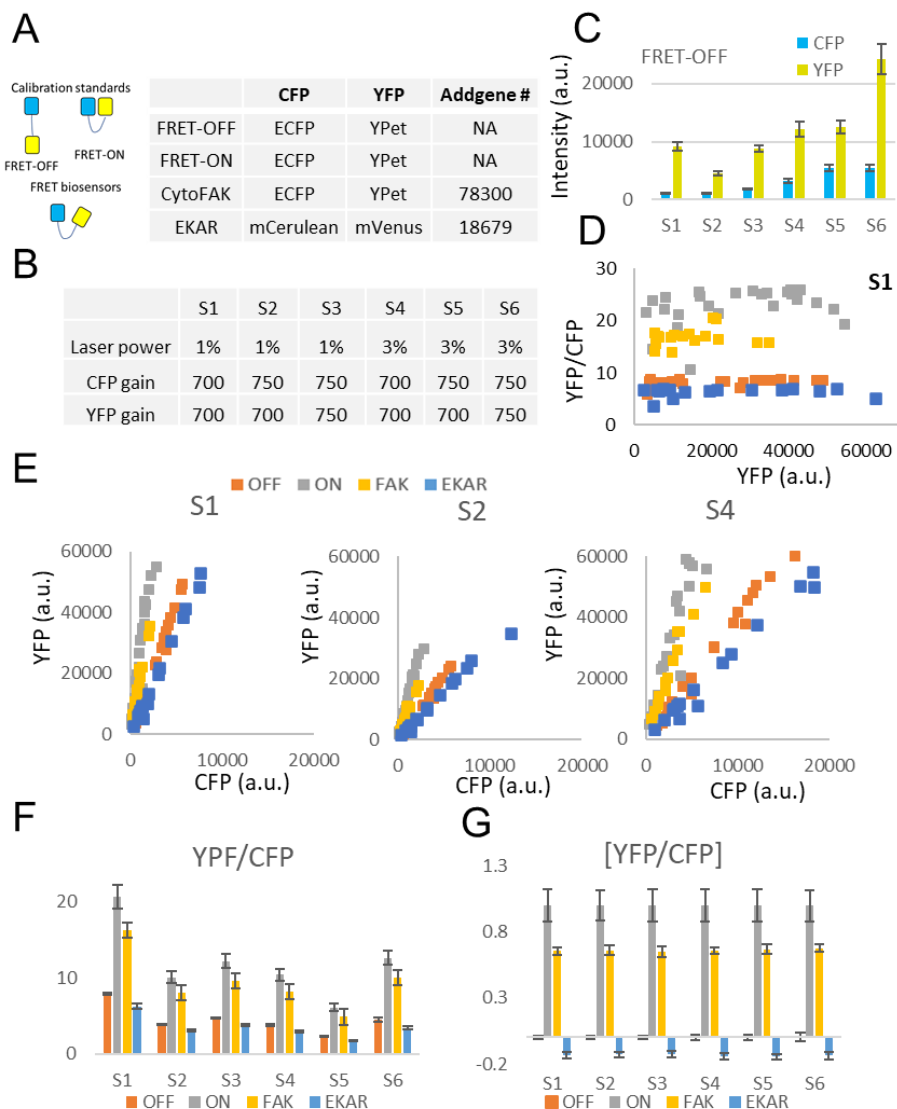 A
Calibration standards
FRET-OFF
FRET-ON
FRET biosensors
CFP YFP Addgene #
FRET-OFF ECFP YPet NA
FRET-ON ECFP YPet NA
CytoFAK ECFP YPet 78300
EKAR mCerulean mVenus 18679
B
S1 S2 S3 S4 S5 S6
Laser power 1% 1% 1% 3% 3% 3%
CFP gain 700 750 750 700 750 750
YFP gain 700 700 750 700 700 750
C
FRET-OFF
CFP
YFP
Intensity (a.u.)
20000
10000
0
S1 S2 S3 S4 S5 S6
D
S1
YFP/CFP
30
20
10
0
0 20000 40000 60000
YFP (a.u.)
E
OFF ON FAK EKAR
S1
YFP (a.u.)
60000
40000
20000
0
0 10000 20000
CFP (a.u.)
S2
YFP (a.u.)
60000
40000
20000
0
0 10000 20000
CFP (a.u.)
S4
YFP (a.u.)
60000
40000
20000
0
0 10000 20000
CFP (a.u.)
F
YPF/CFP
20
10
0
S1 S2 S3 S4 S5 S6
OFF ON FAK EKAR
G
[YFP/CFP]
1.3
0.8
0.3
-0.2
S1 S2 S3 S4 S5 S6
OFF ON FAK EKAR